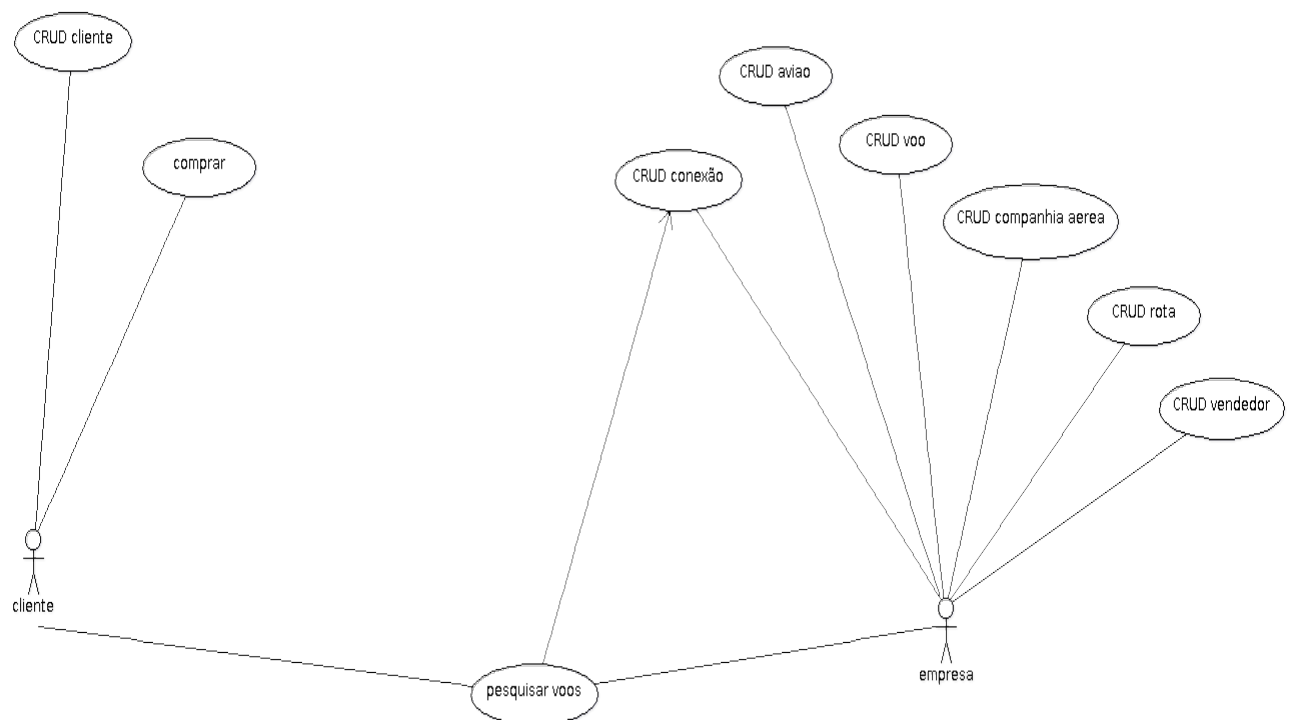 CRUD cliente
CRUD aviao
CRUD voo
comprar
CRUD conexão
CRUD companhia aerea
CRUD rota
CRUD vendedor
cliente
empresa
pesquisar voos